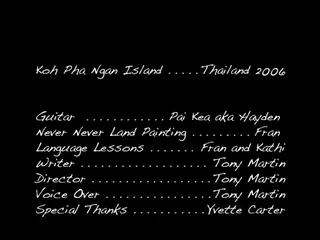 Koh Pha Ngan Island .....Thailand 2006
Guitar ............ Pai Kea aka Hayden
Never Never Land Painting ......... Fran
Language Lessons ....... Fran and Kathi
Writer ................... Tony Martin
Director ..................Tony Martin
Voice Over ................Tony Martin
Special Thanks ...........Yvette Carter